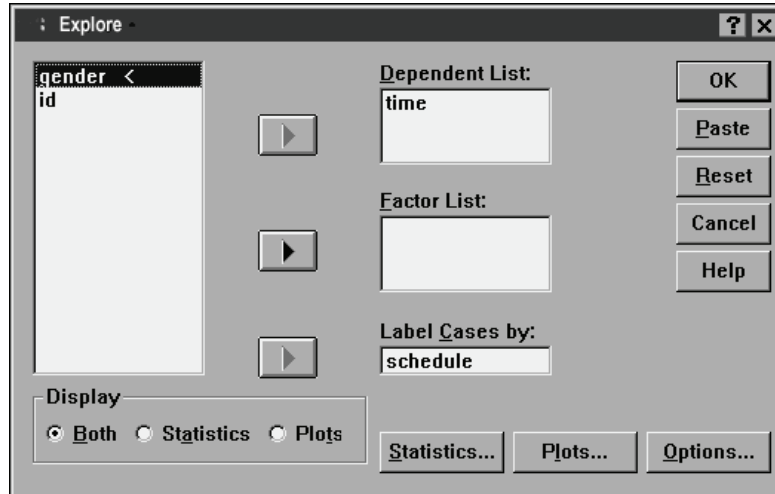 Explore
gender <
id
Dependent List:
time
Factor List:
Label Cases by:
schedule
OK
Paste
Reset
Cancel
Help
Display
Both Statistics Plots
Statistics... Plots... Options...